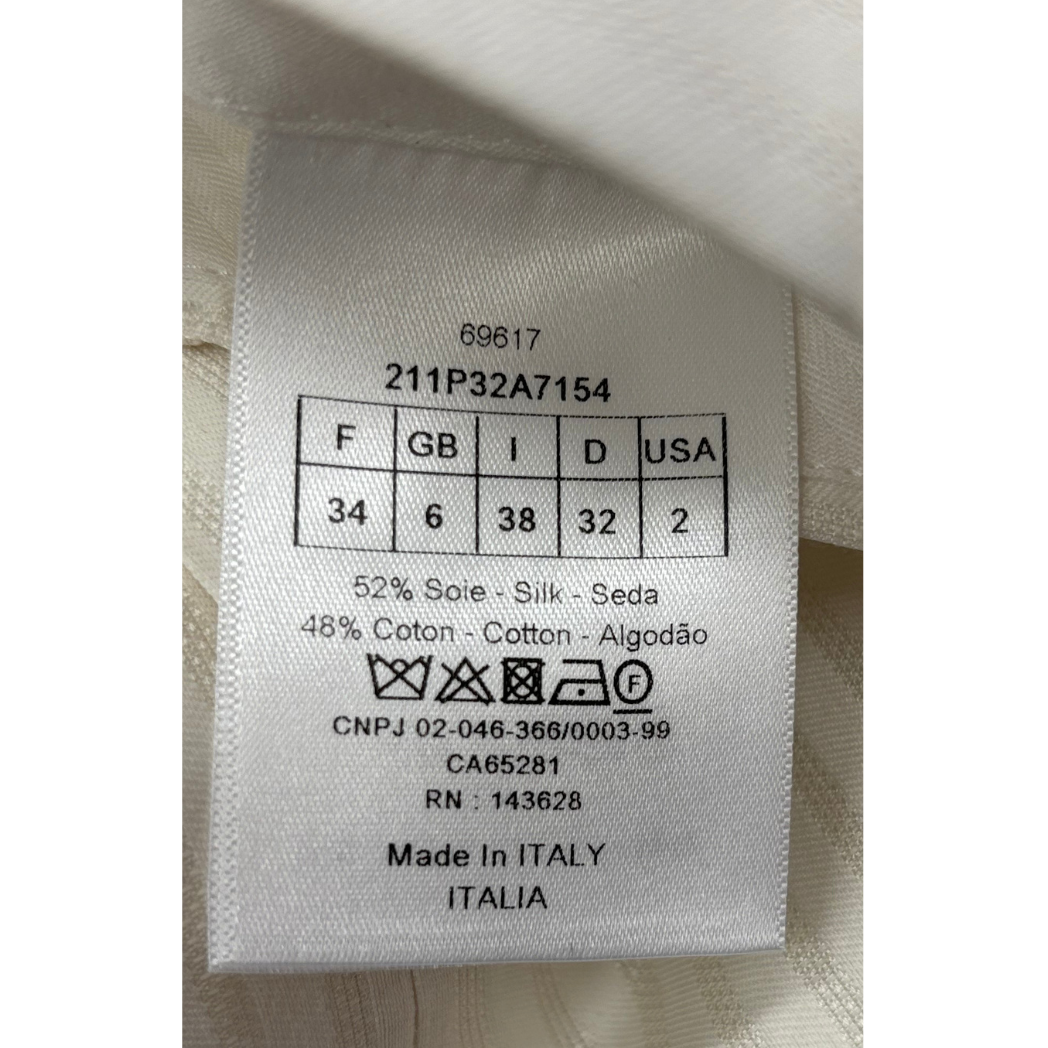 69617
211P32A7154
F GB I D USA
34 6 38 32 2
52% Soie - Silk - Seda
48% Coton - Cotton - Algodão
F
CNPJ 02-046-366/0003-99
CA65281
RN : 143628
Made In ITALY
ITALIA